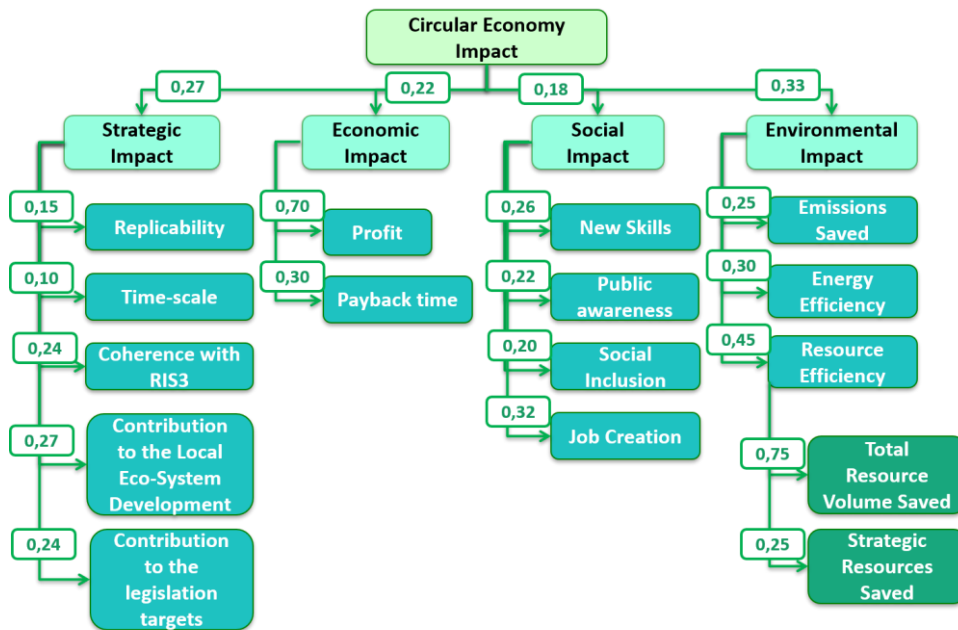 Circular Economy
Impact
0,27
0,22
0,18
0,33
Strategic
Impact
Economic
Impact
Social
Impact
Environmental
Impact
0,15
Replicability
0,10
Time-scale
0,24
Coherence with
RIS3
0,27
Contribution
to the Local
Eco-System
Development
0,24
Contribution
to the
legislation
targets
0,70
Profit
0,30
Payback time
0,26
New Skills
0,22
Public
awareness
0,20
Social
Inclusion
0,32
Job Creation
0,25
Emissions
Saved
0,30
Energy
Efficiency
0,45
Resource
Efficiency
0,75
Total
Resource
Volume Saved
0,25
Strategic
Resources
Saved